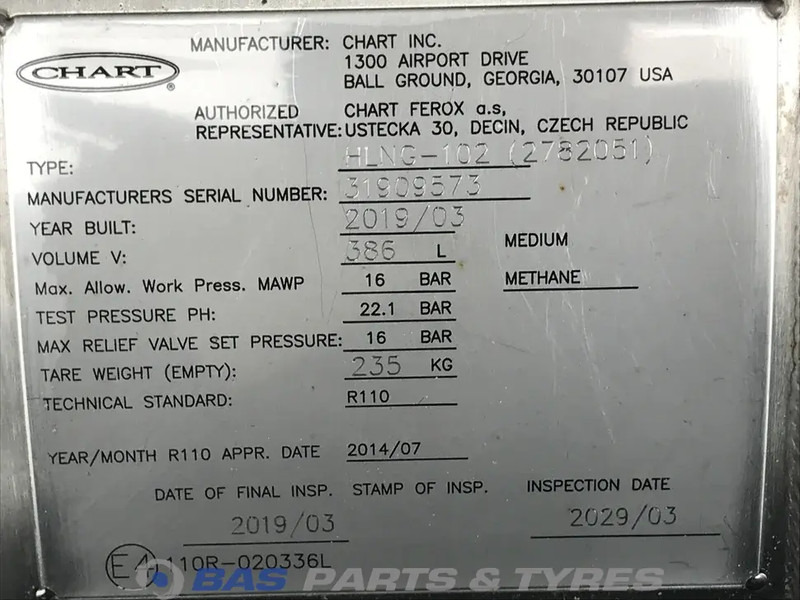 CHART®
MANUFACTURER: CHART INC.
1300 AIRPORT DRIVE
BALL GROUND, GEORGIA, 30107 USA
AUTHORIZED CHART FEROX a.s,
REPRESENTATIVE: USTECKA 30, DECIN, CZECH REPUBLIC
TYPE: HLNG-102 (2782051)
MANUFACTURERS SERIAL NUMBER: 31909573
YEAR BUILT: 2019/03
VOLUME V: 386 L MEDIUM
Max. Allow. Work Press. MAWP 16 BAR METHANE
TEST PRESSURE PH: 22.1 BAR
MAX RELIEF VALVE SET PRESSURE: 16 BAR
TARE WEIGHT (EMPTY): 235 KG
TECHNICAL STANDARD: R110
YEAR/MONTH R110 APPR. DATE 2014/07
DATE OF FINAL INSP. STAMP OF INSP. INSPECTION DATE
2019/03 2029/03
110R-020336L
BAS PARTS & TYRES